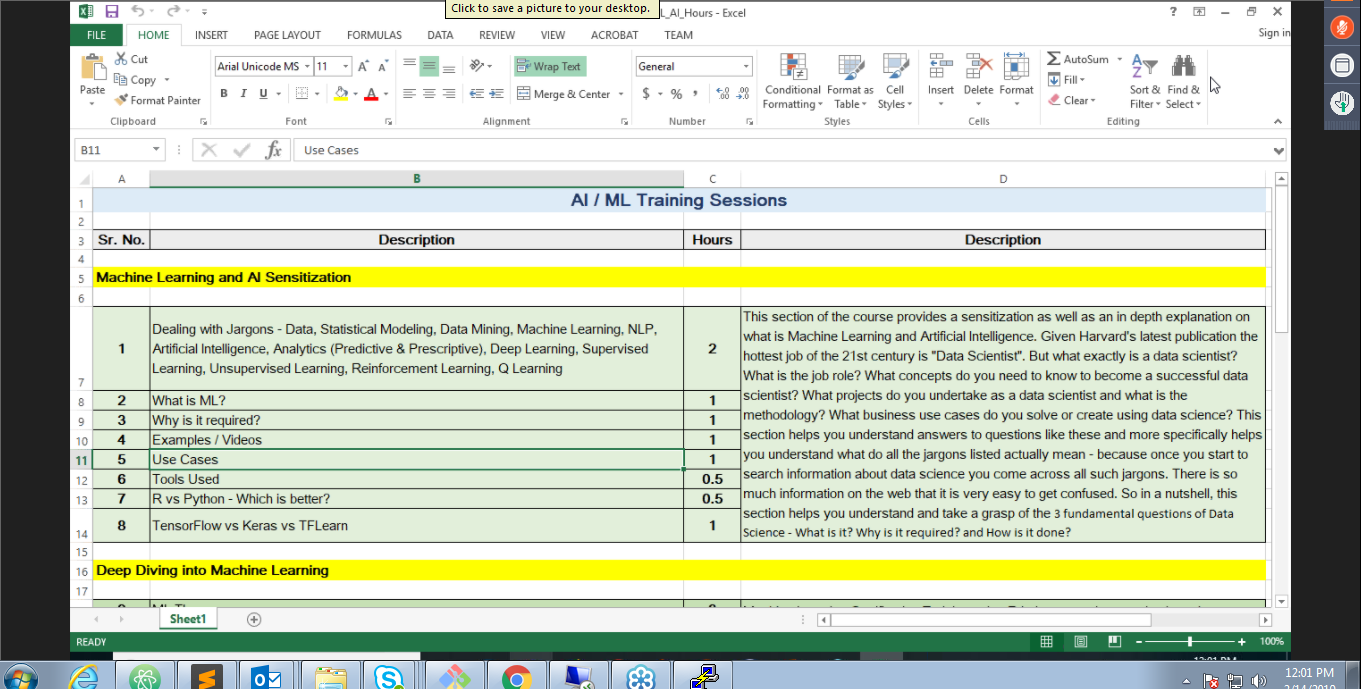 Click to save a picture to your desktop.
L_AI_Hours - Excel
FILE HOME INSERT PAGE LAYOUT FORMULAS DATA REVIEW VIEW ACROBAT TEAM
Sign in
Paste
Cut
Copy
Format Painter
Clipboard
Arial Unicode MS 11
B I U
Font
Wrap Text
Merge & Center
Alignment
General
$ % ,
Number
Conditional Formatting
Format as Table
Cell Styles
Styles
Insert Delete Format
Cells
AutoSum
Fill
Clear
Sort & Filter
Find & Select
Editing
B11
fx
Use Cases
A B C D
1 AI / ML Training Sessions
2
3 Sr. No. Description Hours Description
4
5 Machine Learning and AI Sensitization
6
7 1
Dealing with Jargons - Data, Statistical Modeling, Data Mining, Machine Learning, NLP,
Artificial Intelligence, Analytics (Predictive & Prescriptive), Deep Learning, Supervised
Learning, Unsupervised Learning, Reinforcement Learning, Q Learning
2
8 2 What is ML? 1
9 3 Why is it required? 1
10 4 Examples / Videos 1
11 5 Use Cases 1
12 6 Tools Used 0.5
13 7 R vs Python - Which is better? 0.5
14 8 TensorFlow vs Keras vs TFLearn 1
This section of the course provides a sensitization as well as an in depth explanation on
what is Machine Learning and Artificial Intelligence. Given Harvard's latest publication the
hottest job of the 21st century is "Data Scientist". But what exactly is a data scientist?
What is the job role? What concepts do you need to know to become a successful data
scientist? What projects do you undertake as a data scientist and what is the
methodology? What business use cases do you solve or create using data science? This
section helps you understand answers to questions like these and more specifically helps
you understand what do all the jargons listed actually mean - because once you start to
search information about data science you come across all such jargons. There is so
much information on the web that it is very easy to get confused. So in a nutshell, this
section helps you understand and take a grasp of the 3 fundamental questions of Data
Science - What is it? Why is it required? and How is it done?
15
16 Deep Diving into Machine Learning
17
Sheet1
READY
100%
12:01 PM